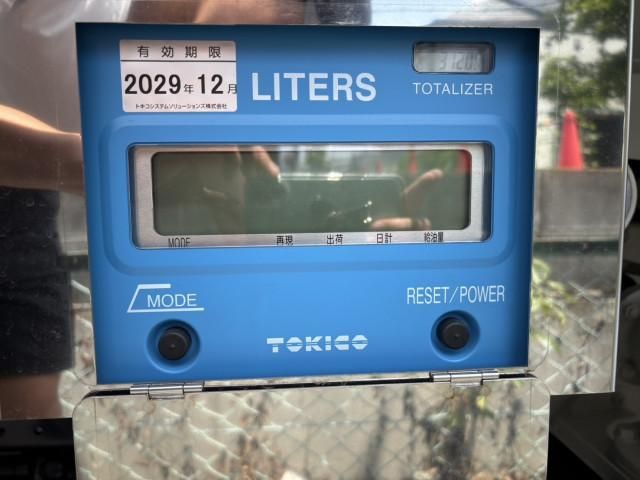 有効期限
2029年12月
トキコシステムソリューションズ株式会社
LITERS
TOTALIZER
MODE 再現 出荷 日計 給油量
MODE
RESET/POWER
TOKICO